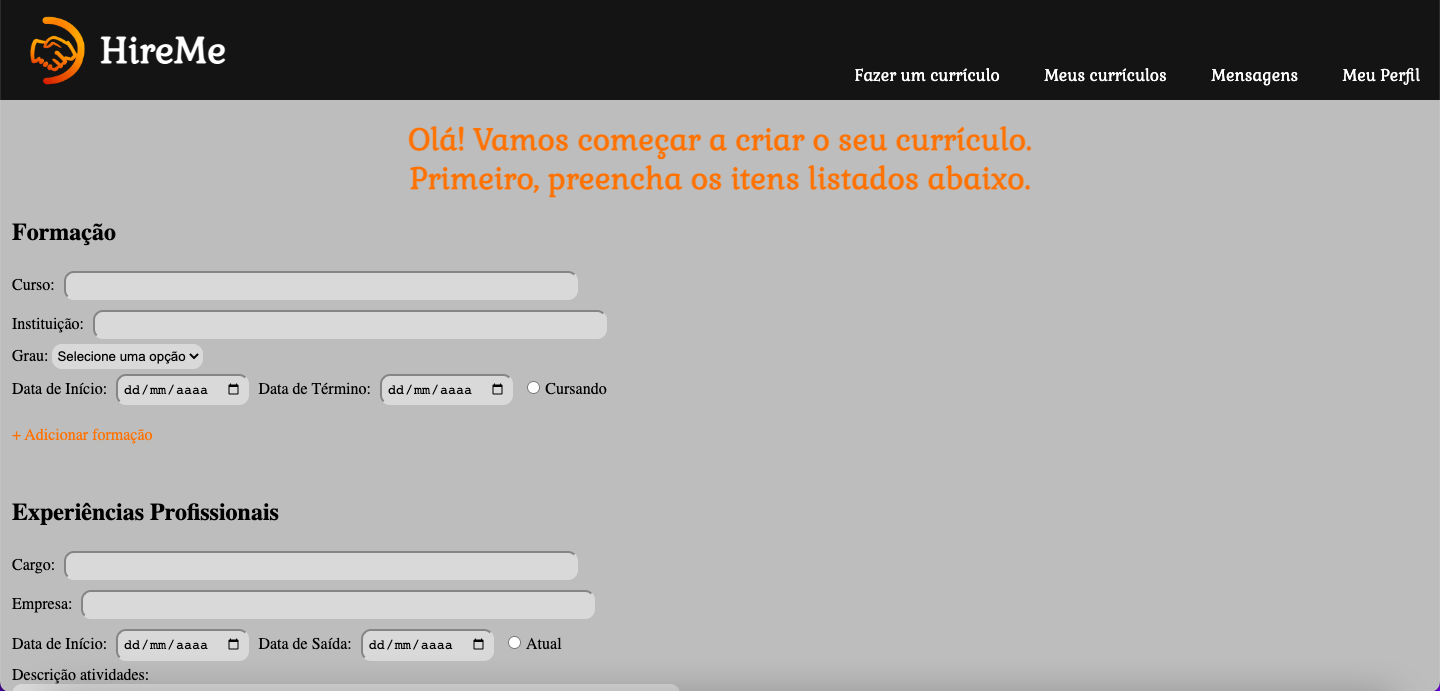 HireMe
Fazer um currículo Meus currículos Mensagens Meu Perfil
Olá! Vamos começar a criar o seu currículo.
Primeiro, preencha os itens listados abaixo.
Formação
Curso:
Instituição:
Grau: Selecione uma opção
Data de Início: dd/mm/aaaa Data de Término: dd/mm/aaaa Cursando
+ Adicionar formação
Experiências Profissionais
Cargo:
Empresa:
Data de Início: dd/mm/aaaa Data de Saída: dd/mm/aaaa Atual
Descrição atividades: